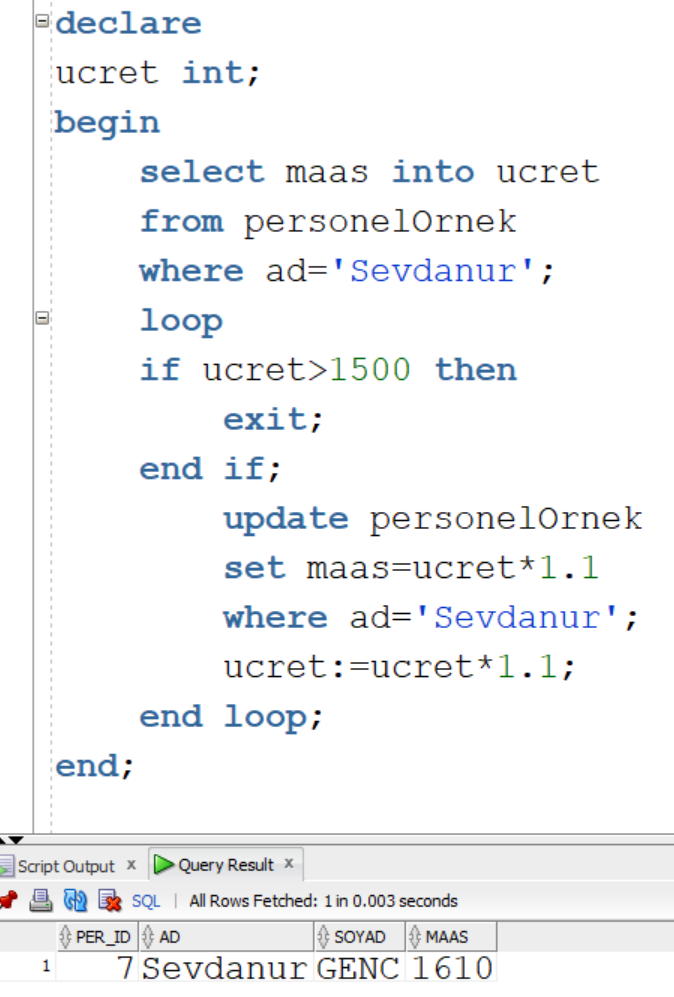 declare
ucret int;
begin
select maas into ucret
from personelOrnek
where ad='Sevdanur';
loop
if ucret>1500 then
exit;
end if;
update personelOrnek
set maas=ucret*1.1
where ad='Sevdanur';
ucret:=ucret*1.1;
end loop;
end;
Script Output x Query Result x
SQL | All Rows Fetched: 1 in 0.003 seconds
PER_ID AD SOYAD MAAS
1 7 Sevdanur GENC 1610